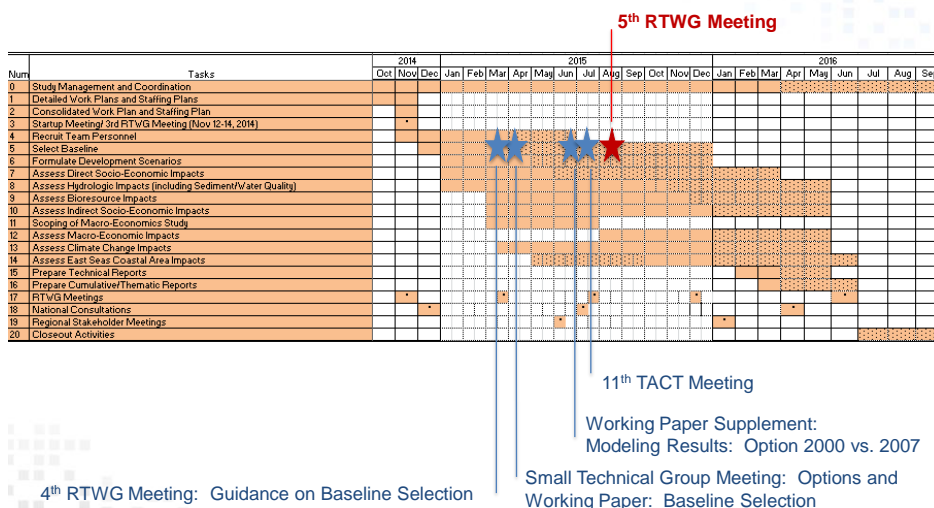 5th RTWG Meeting
2014 2015 2016
Num Tasks Oct Nov Dec Jan Feb Mar Apr May Jun Jul Aug Sep Oct Nov Dec Jan Feb Mar Apr May Jun Jul Aug Se
0 Study Management and Coordination
1 Detailed Work Plans and Staffing Plans
2 Consolidated Work Plan and Staffing Plan
3 Startup Meeting/ 3rd RTWG Meeting (Nov 12-14, 2014)
4 Recruit Team Personnel
5 Select Baseline
6 Formulate Development Scenarios
7 Assess Direct Socio-Economic Impacts
8 Assess Hydrologic Impacts (including Sediment/Water Quality)
9 Assess Bioresource Impacts
10 Assess Indirect Socio-Economic Impacts
11 Scoping of Macro-Economics Study
12 Assess Macro-Economic Impacts
13 Assess Climate Change Impacts
14 Assess East Seas Coastal Area Impacts
15 Prepare Technical Reports
16 Prepare Cumulative/Thematic Reports
17 RTWG Meetings
18 National Consultations
19 Regional Stakeholder Meetings
20 Closeout Activities
11th TACT Meeting
Working Paper Supplement:
Modeling Results: Option 2000 vs. 2007
Small Technical Group Meeting: Options and
Working Paper: Baseline Selection
4th RTWG Meeting: Guidance on Baseline Selection